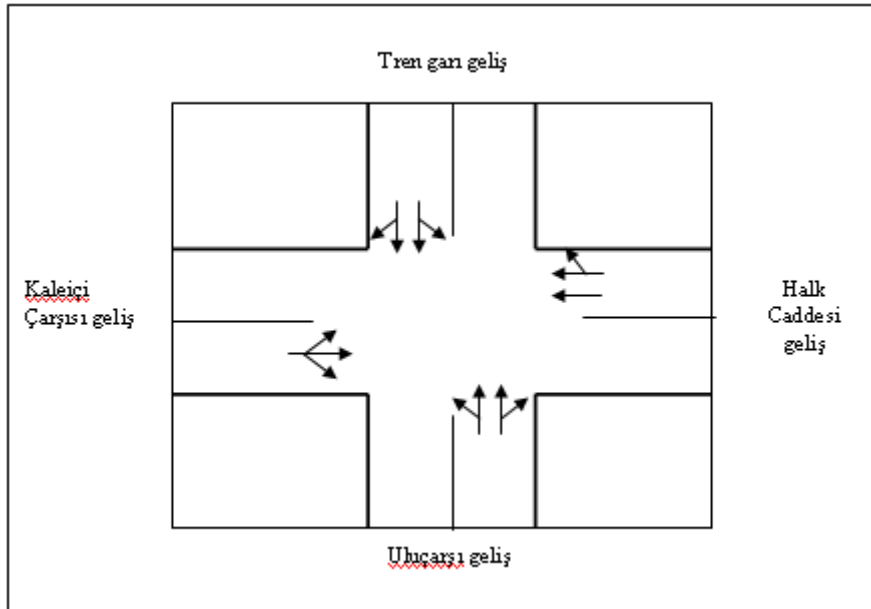 Tren garı geliş
Kaleiçi
Çarşısı geliş
Halk
Caddesi
geliş
Uluçarşı geliş